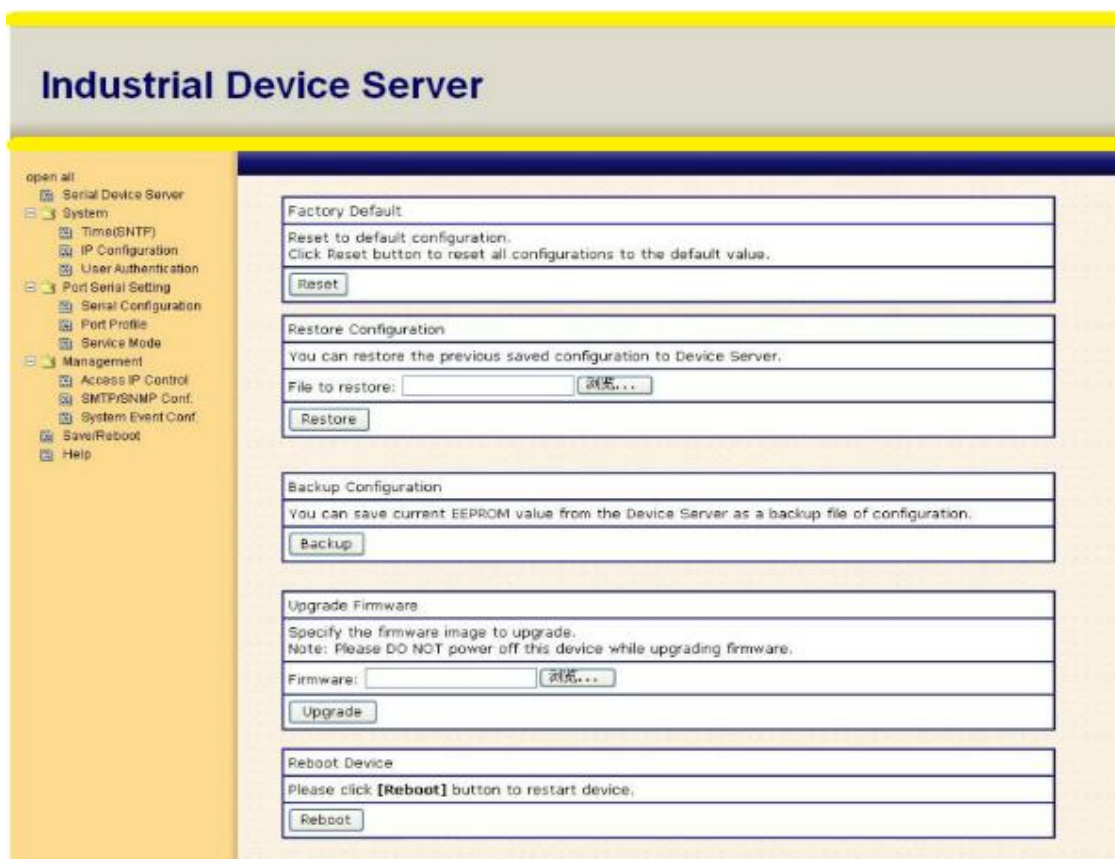 Industrial Device Server
open all
Serial Device Server
System
Time(SNTP)
IP Configuration
User Authentication
Port Serial Setting
Serial Configuration
Port Profile
Service Mode
Management
Access IP Control
SMTP/SNMP Conf.
System Event Conf.
Save/Reboot
Help
Factory Default
Reset to default configuration.
Click Reset button to reset all configurations to the default value.
Reset
Restore Configuration
You can restore the previous saved configuration to Device Server.
File to restore: 浏览...
Restore
Backup Configuration
You can save current EEPROM value from the Device Server as a backup file of configuration.
Backup
Upgrade Firmware
Specify the firmware image to upgrade.
Note: Please DO NOT power off this device while upgrading firmware.
Firmware: 浏览...
Upgrade
Reboot Device
Please click [Reboot] button to restart device.
Reboot